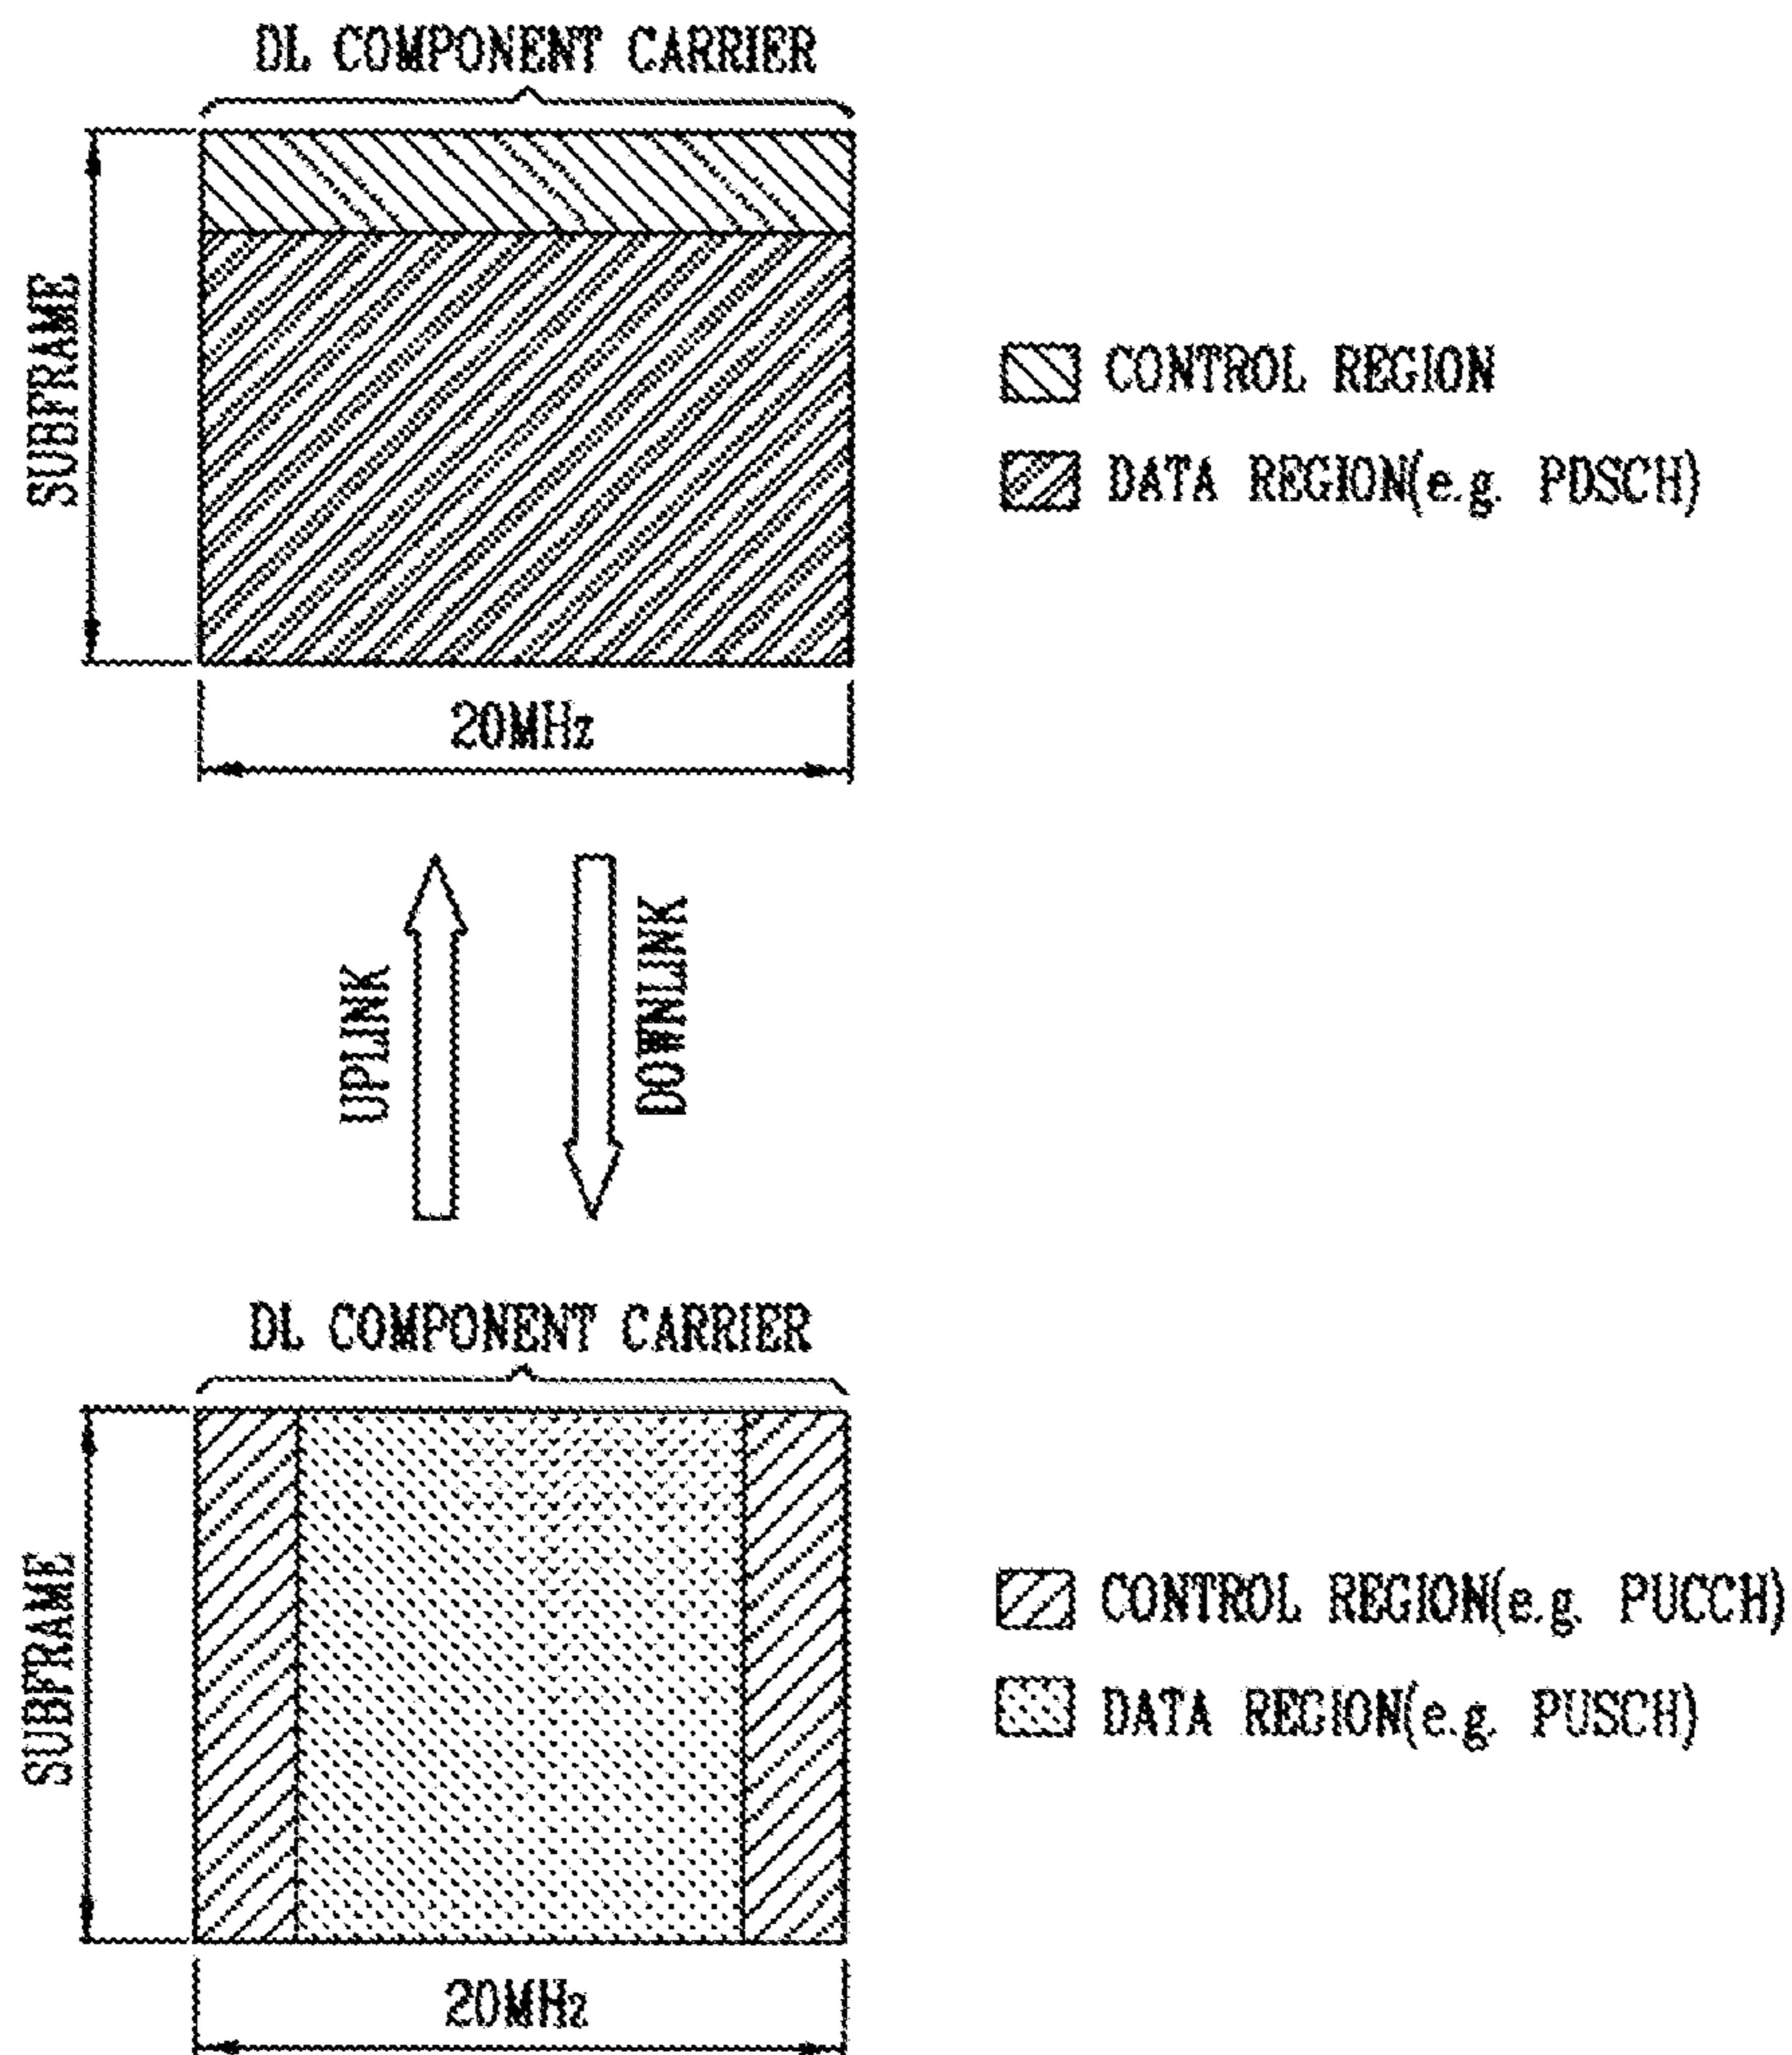 DL COMPONENT CARRIER
SUBFRAME
CONTROL REGION
DATA REGION(e.g. PDSCH)
20MHz
UPLINK
DOWNLINK
DL COMPONENT CARRIER
SUBFRAME
CONTROL REGION(e.g. PUCCH)
DATA REGION(e.g. PUSCH)
20MHz